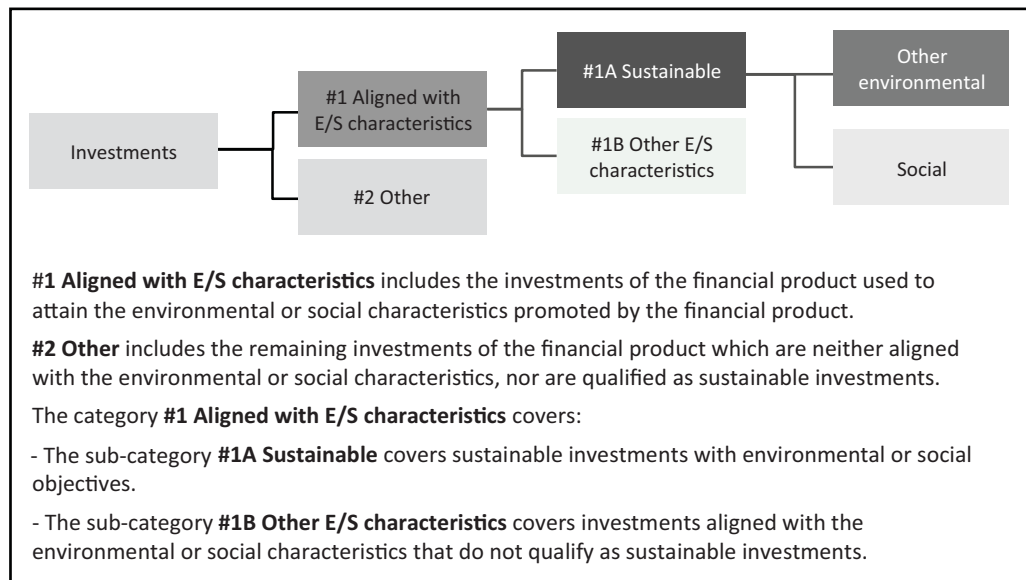 Investments
#1 Aligned with
E/S characteristics
#2 Other
#1A Sustainable
#1B Other E/S
characteristics
Other
environmental
Social
#1 Aligned with E/S characteristics includes the investments of the financial product used to
attain the environmental or social characteristics promoted by the financial product.
#2 Other includes the remaining investments of the financial product which are neither aligned
with the environmental or social characteristics, nor are qualified as sustainable investments.
The category #1 Aligned with E/S characteristics covers:
- The sub-category #1A Sustainable covers sustainable investments with environmental or social
objectives.
- The sub-category #1B Other E/S characteristics covers investments aligned with the
environmental or social characteristics that do not qualify as sustainable investments.